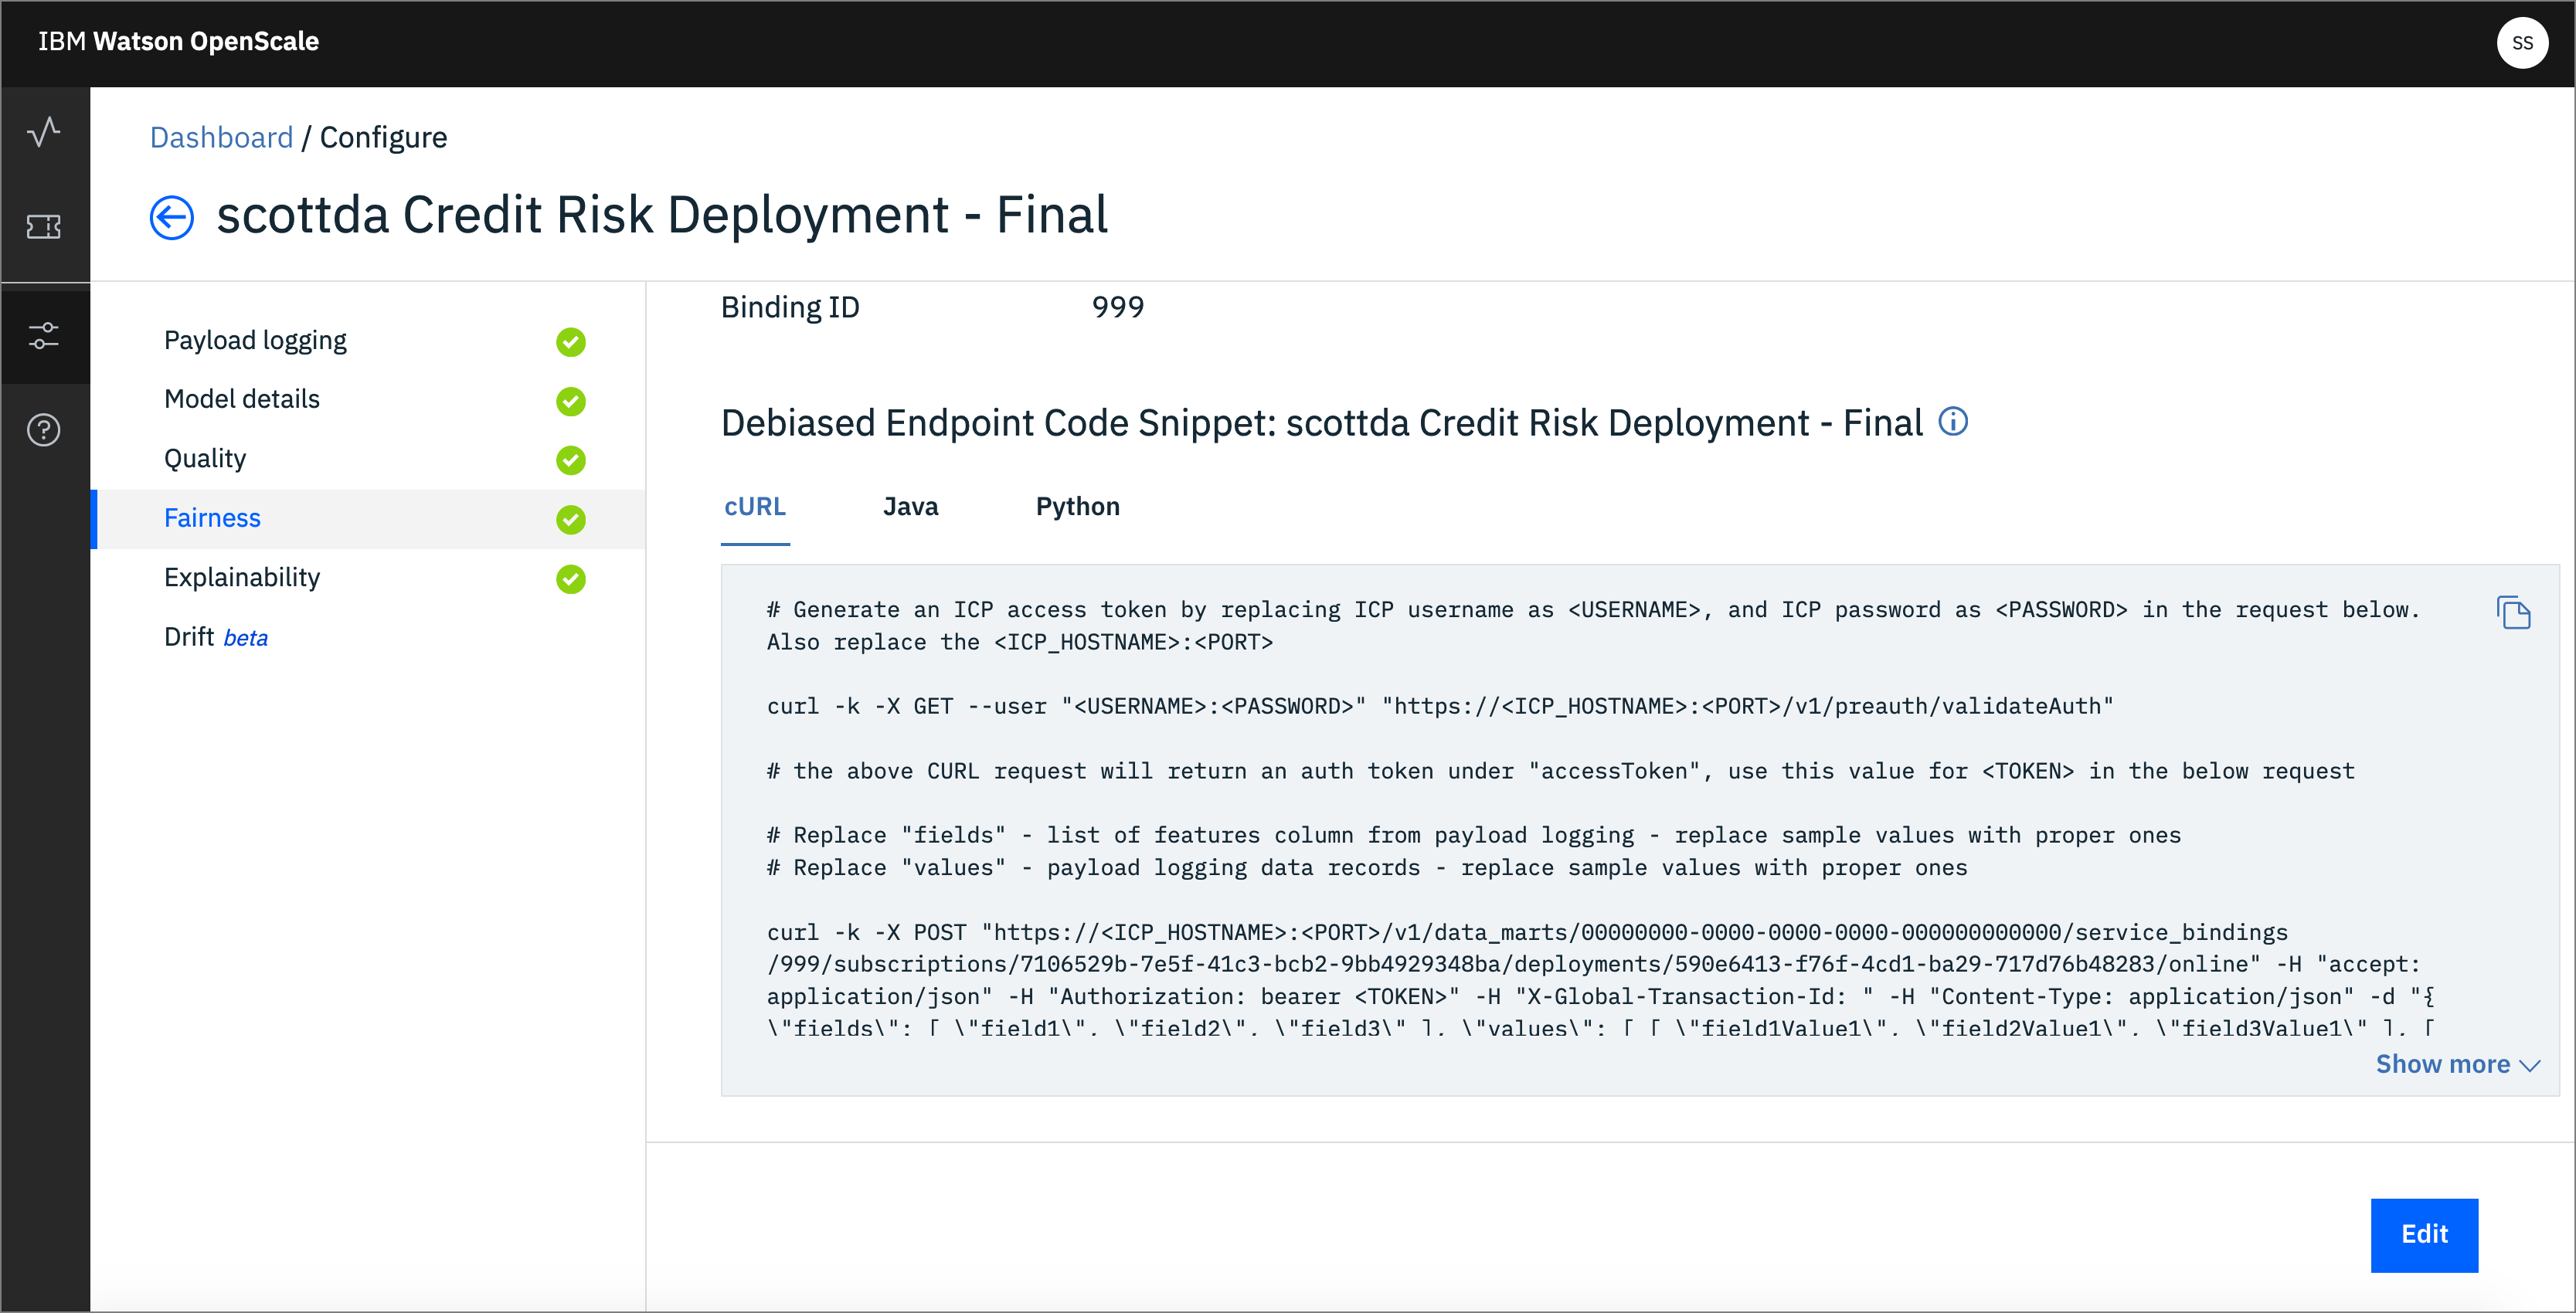 IBM Watson OpenScale
SS
Dashboard / Configure
scottda Credit Risk Deployment - Final
Payload logging
Model details
Quality
Fairness
Explainability
Drift beta
Binding ID 999
Debiased Endpoint Code Snippet: scottda Credit Risk Deployment - Final
cURL Java Python
# Generate an ICP access token by replacing ICP username as <USERNAME>, and ICP password as <PASSWORD> in the request below.
Also replace the <ICP_HOSTNAME>:<PORT>
curl -k -X GET --user "<USERNAME>:<PASSWORD>" "https://<ICP_HOSTNAME>:<PORT>/v1/preauth/validateAuth"
# the above CURL request will return an auth token under "accessToken", use this value for <TOKEN> in the below request
# Replace "fields" - list of features column from payload logging - replace sample values with proper ones
# Replace "values" - payload logging data records - replace sample values with proper ones
curl -k -X POST "https://<ICP_HOSTNAME>:<PORT>/v1/data_marts/00000000-0000-0000-0000-000000000000/service_bindings
/999/subscriptions/7106529b-7e5f-41c3-bcb2-9bb4929348ba/deployments/590e6413-f76f-4cd1-ba29-717d76b48283/online" -H "accept:
application/json" -H "Authorization: bearer <TOKEN>" -H "X-Global-Transaction-Id: " -H "Content-Type: application/json" -d "{
\"fields\": [ \"field1\", \"field2\", \"field3\" ], \"values\": [ [ \"field1Value1\", \"field2Value1\", \"field3Value1\" ], [
Show more
Edit